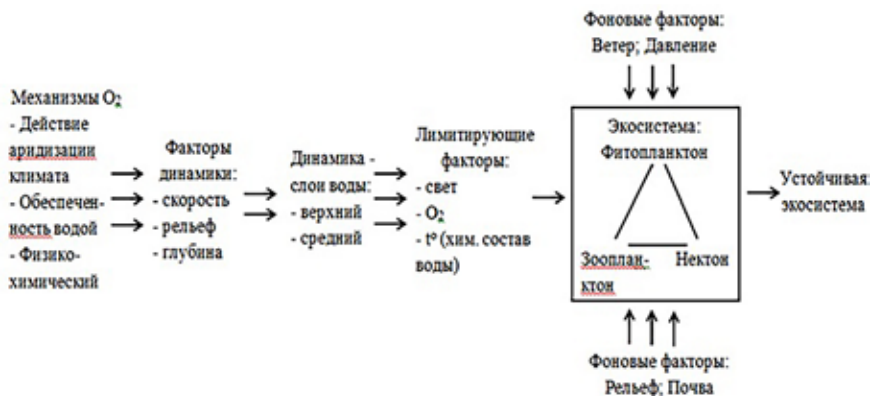 Фоновые факторы:
Ветер; Давление
Механизмы O₂
- Действие
аридизации
климата
- Обеспечен-
ность водой
- Физико-
химический
Факторы
динамики:
- скорость
- рельеф
- глубина
Динамика -
слои воды:
- верхний
- средний
Лимитирующие
факторы:
- свет
- O₂
- t° (хим. состав
воды)
Экосистема:
Фитопланктон
Зооплан-
ктон
Нектон
Устойчивая:
экосистема
Фоновые факторы:
Рельеф; Почва